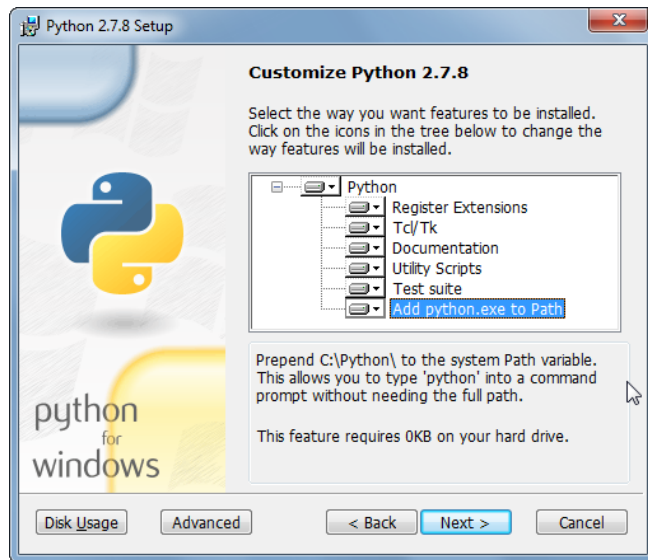 Python 2.7.8 Setup
Customize Python 2.7.8
Select the way you want features to be installed.
Click on the icons in the tree below to change the
way features will be installed.
Python
Register Extensions
Tcl/Tk
Documentation
Utility Scripts
Test suite
Add python.exe to Path
Prepend C:\Python\ to the system Path variable.
This allows you to type 'python' into a command
prompt without needing the full path.
This feature requires 0KB on your hard drive.
python
for
windows
Disk Usage
Advanced
< Back
Next >
Cancel